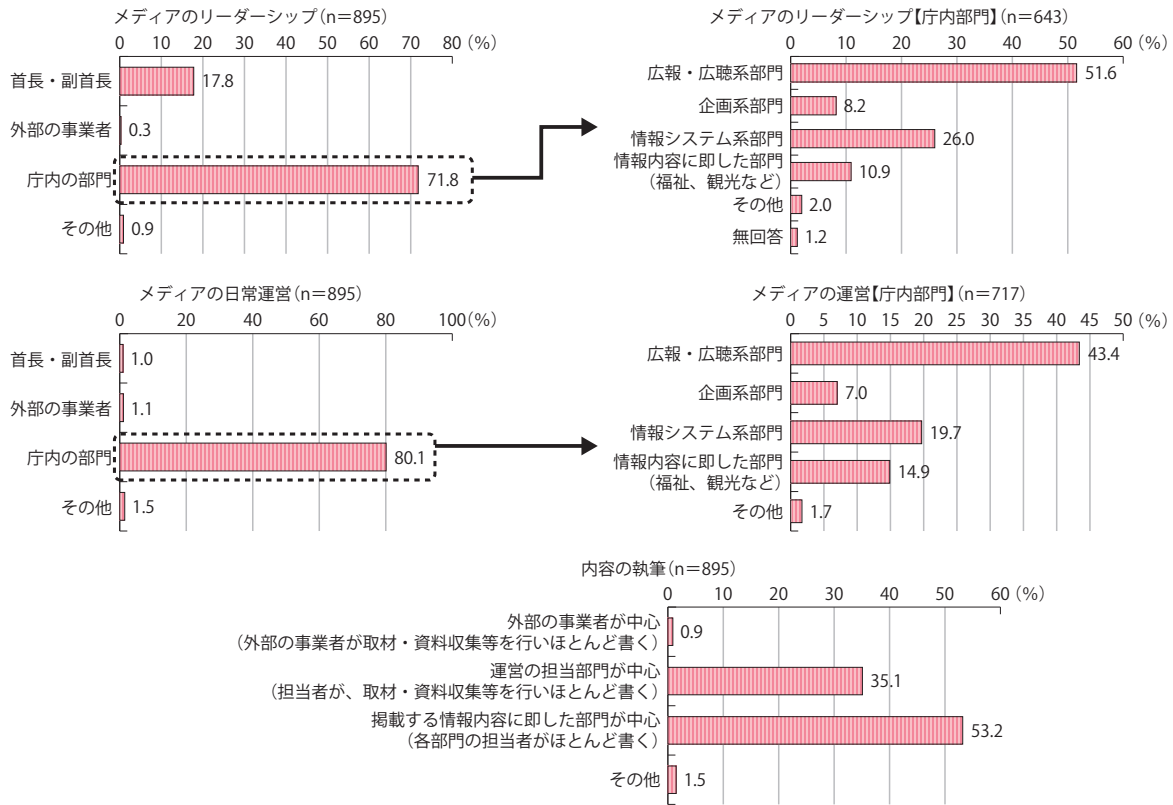 メディアのリーダーシップ(n=895)
0 10 20 30 40 50 60 70 80 (%)
首長・副首長 17.8
外部の事業者 0.3
庁内の部門 71.8
その他 0.9
メディアのリーダーシップ【庁内部門】(n=643)
0 10 20 30 40 50 60 (%)
広報・広聴系部門 51.6
企画系部門 8.2
情報システム系部門 26.0
情報内容に即した部門
(福祉、観光など) 10.9
その他 2.0
無回答 1.2
メディアの日常運営(n=895)
0 20 40 60 80 100 (%)
首長・副首長 1.0
外部の事業者 1.1
庁内の部門 80.1
その他 1.5
メディアの運営【庁内部門】(n=717)
0 5 10 15 20 25 30 35 40 45 50 (%)
広報・広聴系部門 43.4
企画系部門 7.0
情報システム系部門 19.7
情報内容に即した部門
(福祉、観光など) 14.9
その他 1.7
内容の執筆(n=895)
0 10 20 30 40 50 60 (%)
外部の事業者が中心
(外部の事業者が取材・資料収集等を行いほとんど書く) 0.9
運営の担当部門が中心
(担当者が、取材・資料収集等を行いほとんど書く) 35.1
掲載する情報内容に即した部門が中心
(各部門の担当者がほとんど書く) 53.2
その他 1.5